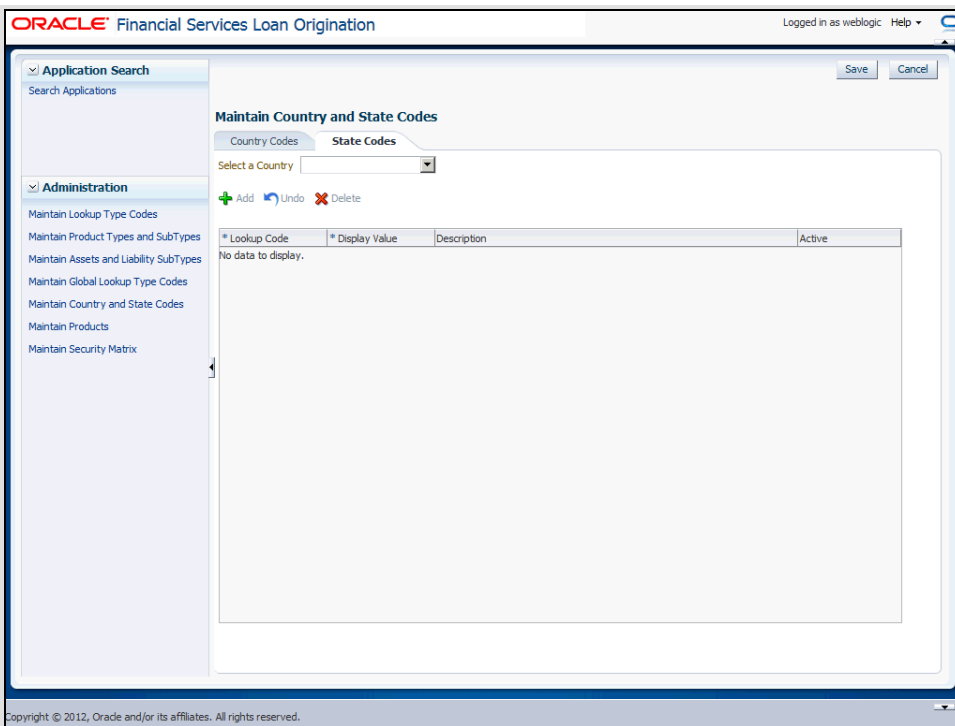 ORACLE Financial Services Loan Origination
Logged in as weblogic Help
Application Search
Search Applications
Save Cancel
Maintain Country and State Codes
Country Codes State Codes
Select a Country
Administration
Add Undo Delete
Maintain Lookup Type Codes
Maintain Product Types and SubTypes
Maintain Assets and Liability SubTypes
Maintain Global Lookup Type Codes
Maintain Country and State Codes
Maintain Products
Maintain Security Matrix
* Lookup Code * Display Value Description Active
No data to display.
Copyright © 2012, Oracle and/or its affiliates. All rights reserved.